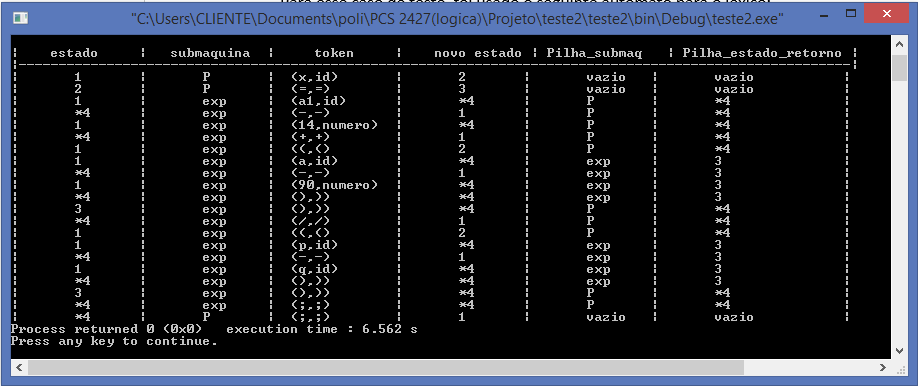 "C:\Users\CLIENTE\Documents\poli\PCS 2427(logica)\Projeto\teste2\teste2\bin\Debug\teste2.exe"
¦ estado ¦ submaquina ¦ token ¦ novo estado ¦ Pilha_submaq ¦ Pilha_estado_retorno ¦
¦ 1 ¦ P ¦ (x,id) ¦ 2 ¦ vazio ¦ vazio ¦
¦ 2 ¦ P ¦ (=,=) ¦ 3 ¦ vazio ¦ vazio ¦
¦ 1 ¦ exp ¦ (a1,id) ¦ *4 ¦ P ¦ *4 ¦
¦ *4 ¦ exp ¦ (-,-) ¦ 1 ¦ P ¦ *4 ¦
¦ 1 ¦ exp ¦ (14,numero) ¦ *4 ¦ P ¦ *4 ¦
¦ *4 ¦ exp ¦ (+,+) ¦ 1 ¦ P ¦ *4 ¦
¦ 1 ¦ exp ¦ ((,() ¦ 2 ¦ P ¦ *4 ¦
¦ 1 ¦ exp ¦ (a,id) ¦ *4 ¦ exp ¦ 3 ¦
¦ *4 ¦ exp ¦ (-,-) ¦ 1 ¦ exp ¦ 3 ¦
¦ 1 ¦ exp ¦ (90,numero) ¦ *4 ¦ exp ¦ 3 ¦
¦ *4 ¦ exp ¦ (),)) ¦ *4 ¦ exp ¦ 3 ¦
¦ 3 ¦ exp ¦ (),)) ¦ *4 ¦ P ¦ *4 ¦
¦ *4 ¦ exp ¦ (/,/) ¦ 1 ¦ P ¦ *4 ¦
¦ 1 ¦ exp ¦ ((,() ¦ 2 ¦ P ¦ *4 ¦
¦ 1 ¦ exp ¦ (p,id) ¦ *4 ¦ exp ¦ 3 ¦
¦ *4 ¦ exp ¦ (-,-) ¦ 1 ¦ exp ¦ 3 ¦
¦ 1 ¦ exp ¦ (q,id) ¦ *4 ¦ exp ¦ 3 ¦
¦ *4 ¦ exp ¦ (),)) ¦ *4 ¦ exp ¦ 3 ¦
¦ 3 ¦ exp ¦ (),)) ¦ *4 ¦ P ¦ *4 ¦
¦ *4 ¦ exp ¦ (;,;) ¦ *4 ¦ P ¦ *4 ¦
¦ *4 ¦ P ¦ (;,;) ¦ 1 ¦ vazio ¦ vazio ¦
Process returned 0 (0x0) execution time : 6.562 s
Press any key to continue.